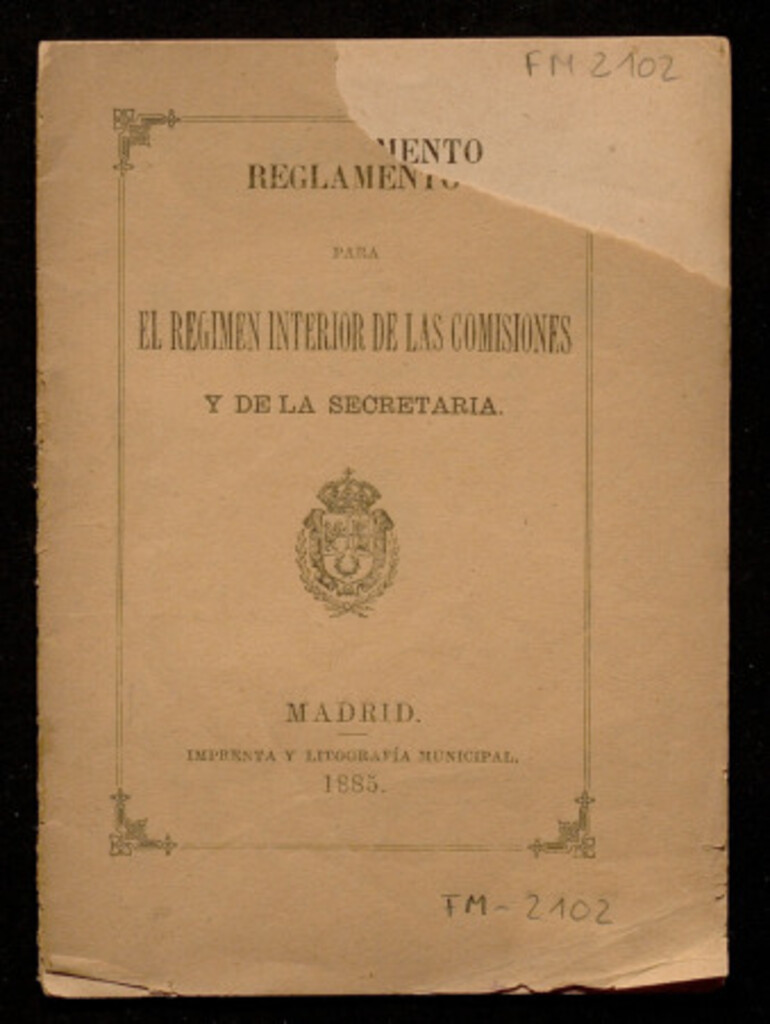 FM 2102
MENTO
REGLAMENTO
PARA
EL REGIMEN INTERIOR DE LAS COMISIONES
Y DE LA SECRETARIA.
MADRID.
IMPRENTA Y LITOGRAFÍA MUNICIPAL.
1885.
FM-2102